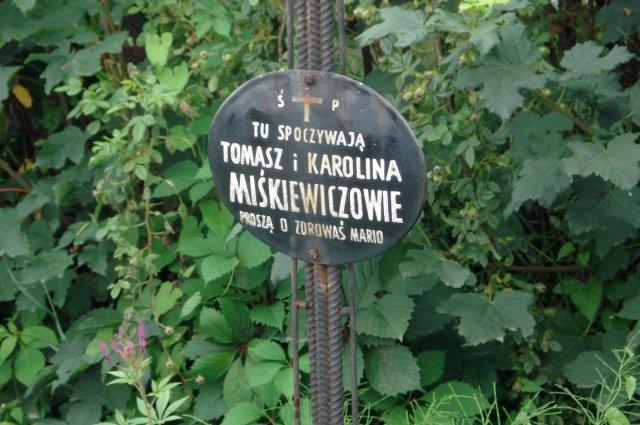 Ś P
TU SPOCZYWAJĄ
TOMASZ i KAROLINA
MIŚKIEWICZOWIE
PROSZĄ O ZDROWAŚ MARIO